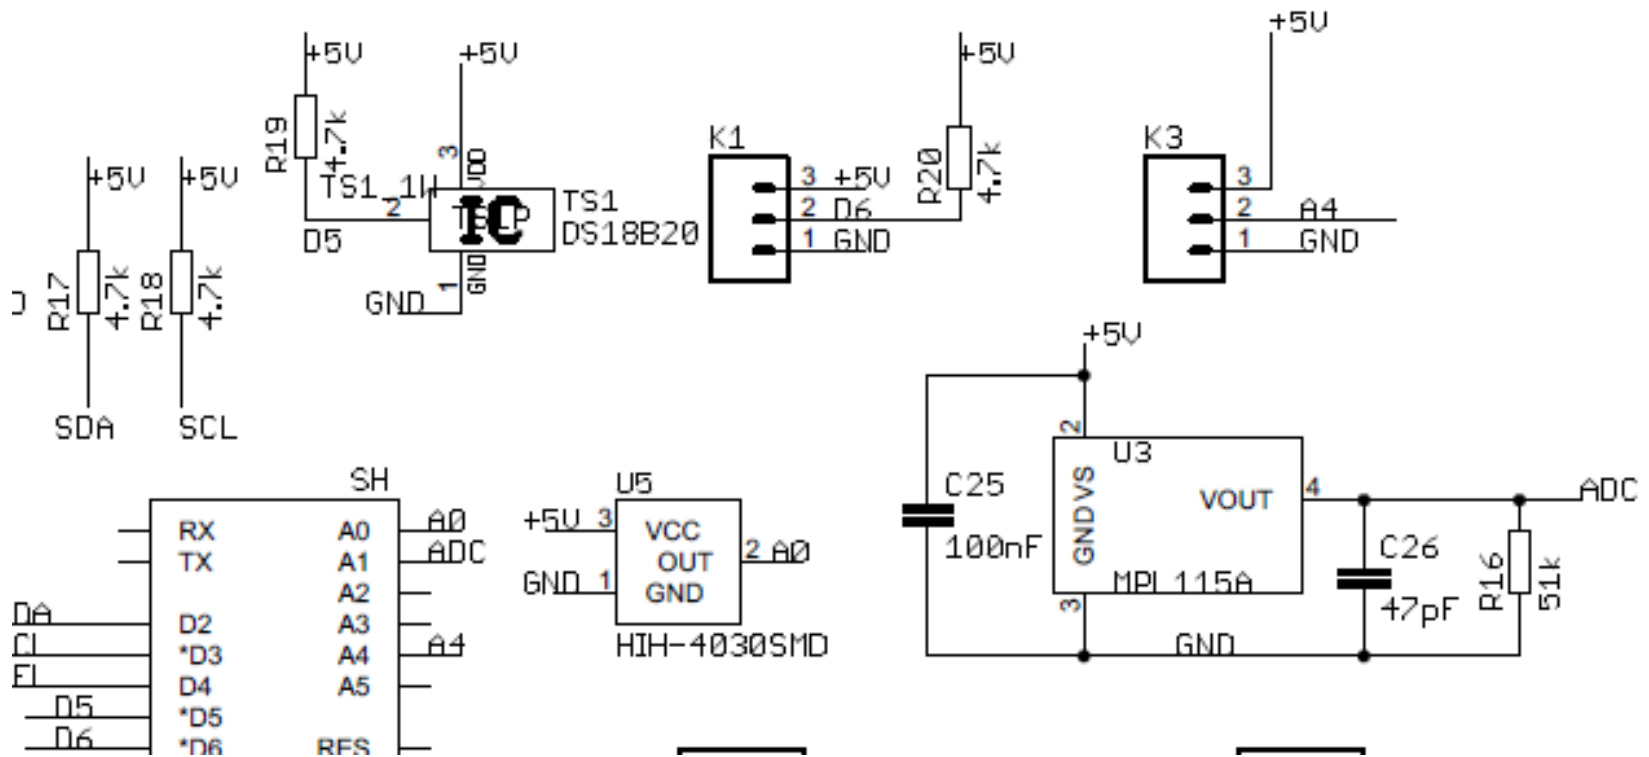 +5V
+5V
+5V
+5V
R19
4.7k
3
VDD
K1
K3
R20
4.7k
+5V
+5V
TS1_1W
2
D5
IC
TS1
DS18B20
3 +5V
2 D6
1 GND
3
2 A4
1 GND
R17
4.7k
R18
4.7k
GND
1
GND
SDA
SCL
+5V
2
U3
C25
100nF
VS
GND
VOUT
4
ADC
MPL115A
3
C26
47pF
R16
51k
GND
SH
RX
A0
A0
TX
A1
ADC
A2
DA
D2
A3
CL
*D3
A4
A4
D4
A5
D5
*D5
D6
*D6
RES
U5
+5V 3
VCC
OUT
2 A0
GND 1
GND
HIH-4030SMD